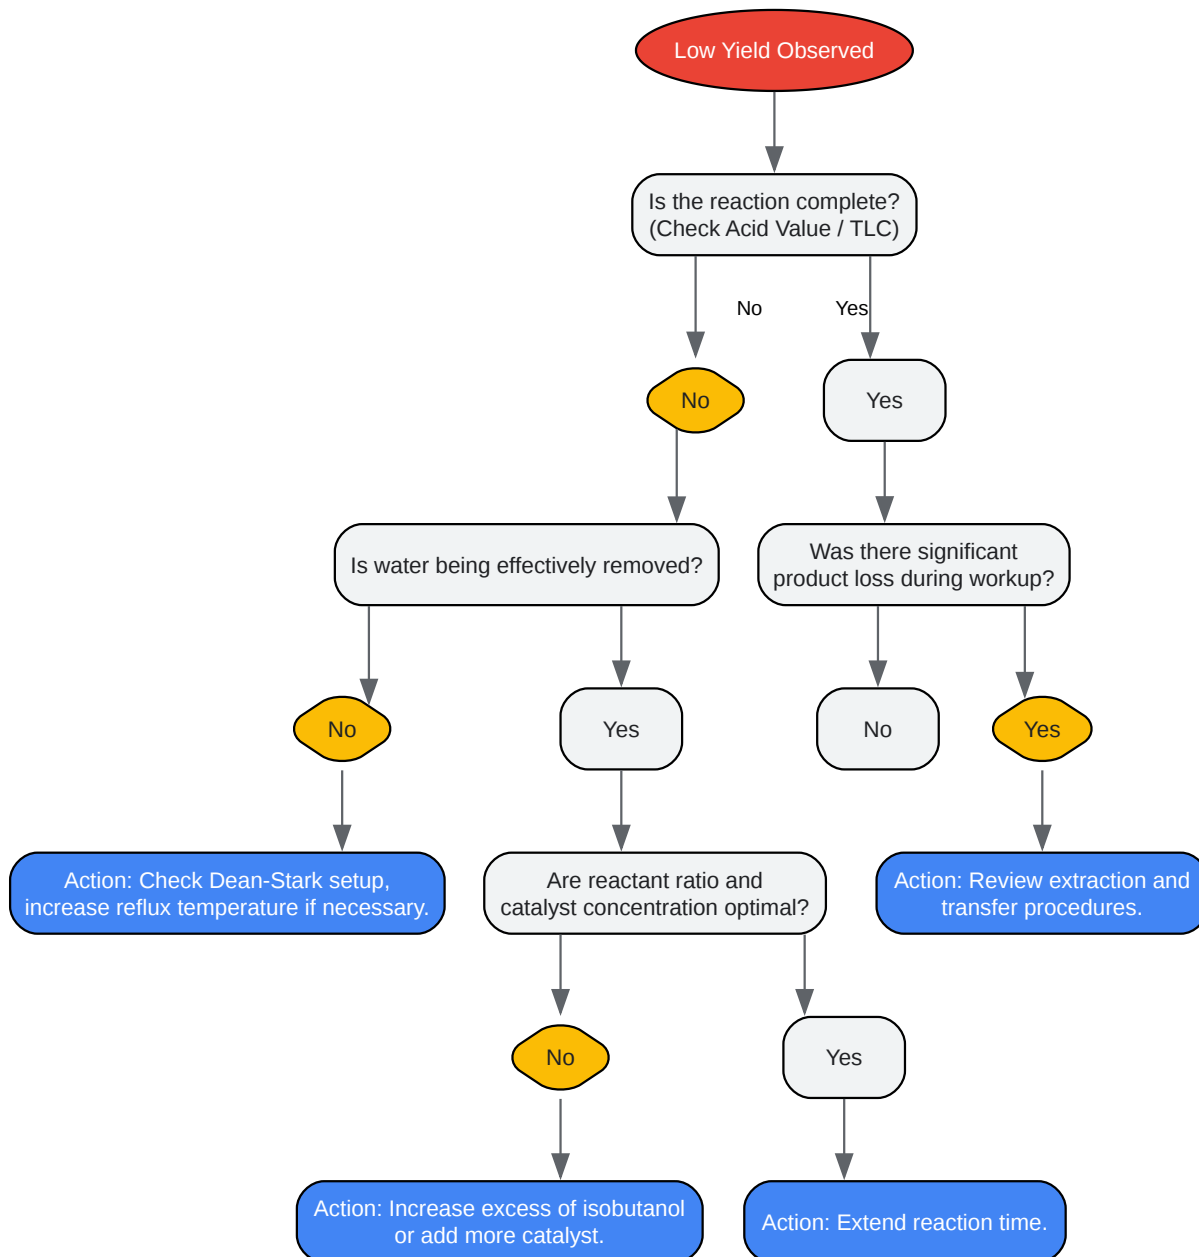 Low Yield Observed
Is the reaction complete?
(Check Acid Value / TLC)
No
Yes
No
Yes
Is water being effectively removed?
Was there significant
product loss during workup?
No
Yes
No
Yes
Action: Check Dean-Stark setup,
increase reflux temperature if necessary.
Are reactant ratio and
catalyst concentration optimal?
Action: Review extraction and
transfer procedures.
No
Yes
Action: Increase excess of isobutanol
or add more catalyst.
Action: Extend reaction time.